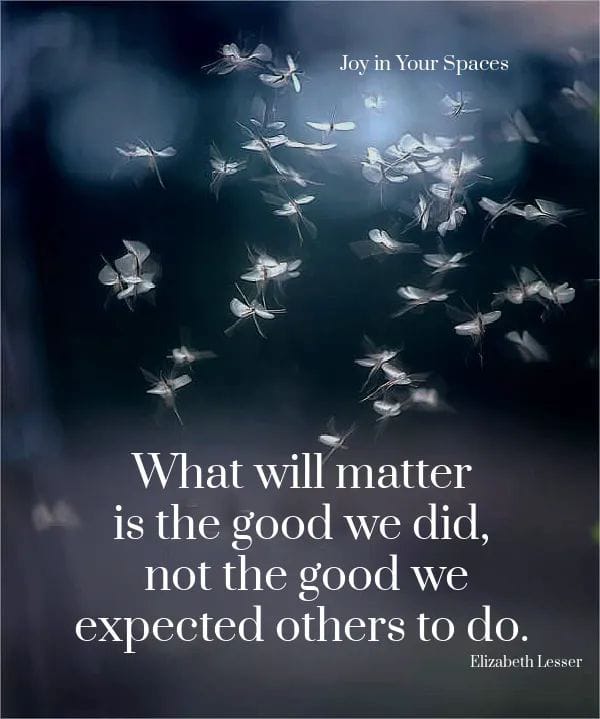 Joy in Your Spaces
What will matter
is the good we did,
not the good we
expected others to do.
Elizabeth Lesser